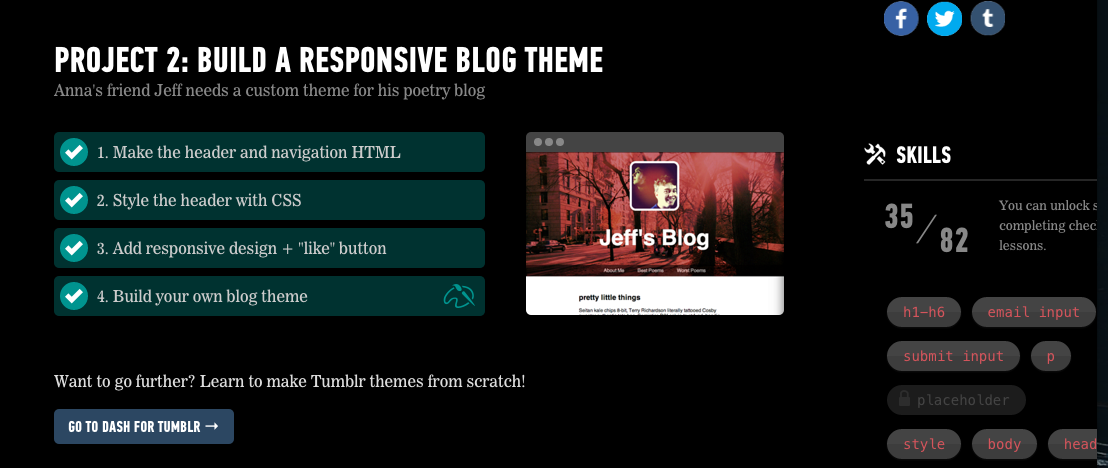 PROJECT 2: BUILD A RESPONSIVE BLOG THEME
Anna's friend Jeff needs a custom theme for his poetry blog
1. Make the header and navigation HTML
2. Style the header with CSS
3. Add responsive design + "like" button
4. Build your own blog theme
Jeff's Blog
About Me Best Poems Worst Poems
pretty little things
Seitan kale chips 8-bit, Terry Richardson literally tattooed Cosby
Want to go further? Learn to make Tumblr themes from scratch!
GO TO DASH FOR TUMBLR →
f
t
SKILLS
35/82
You can unlock s
completing chec
lessons.
h1-h6 email input
submit input p
placeholder
style body head